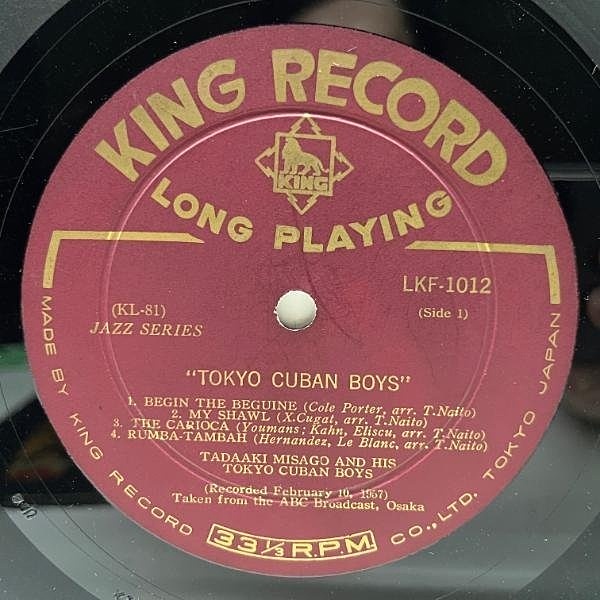 KING RECORD
KING
LONG PLAYING
LKF-1012
(KL-81)
(Side 1)
JAZZ SERIES
"TOKYO CUBAN BOYS"
1. BEGIN THE BEGUINE (Cole Porter, arr. T.Naito)
2. MY SHAWL (X.Cugat, arr. T.Naito)
3. THE CARIOCA (Youmans; Kahn, Eliscu, arr. T.Naito)
4. RUMBA-TAMBAH (Hernandez, Le Blanc, arr. T.Naito)
TADAAKI MISAGO AND HIS
TOKYO CUBAN BOYS
(Recorded February 10, 1957)
Taken from the ABC Broadcast, Osaka
33⅓ R.P.M
MADE BY KING RECORD CO., LTD. TOKYO JAPAN